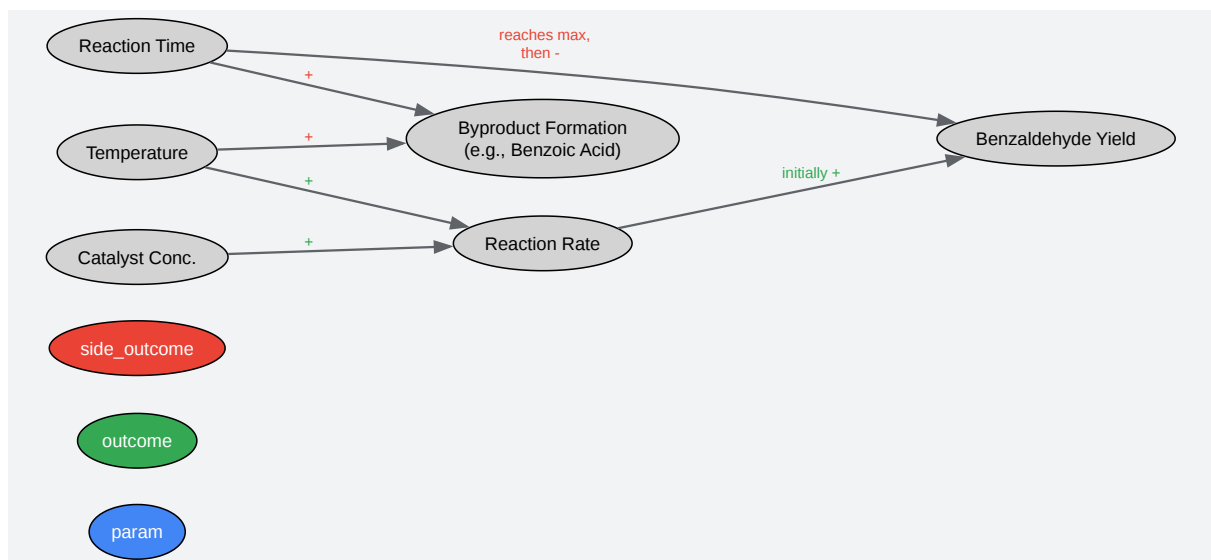 Reaction Time
reaches max,
then -
+
Temperature
+
Byproduct Formation
(e.g., Benzoic Acid)
Benzaldehyde Yield
+
initially +
Catalyst Conc.
+
Reaction Rate
side_outcome
outcome
param